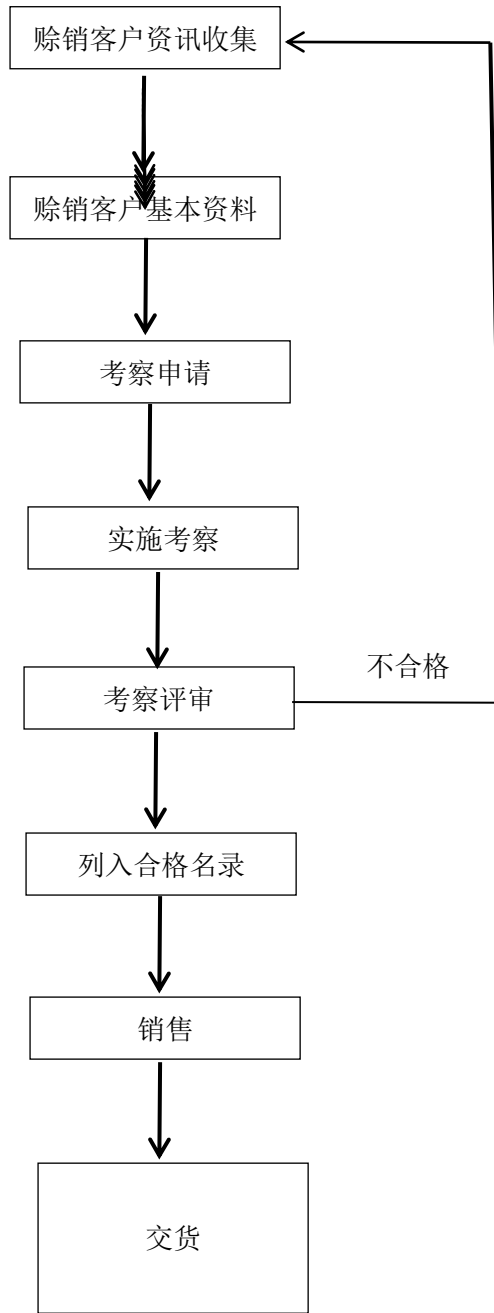 赊销客户资讯收集
赊销客户基本资料
考察申请
实施考察
不合格
考察评审
列入合格名录
销售
交货